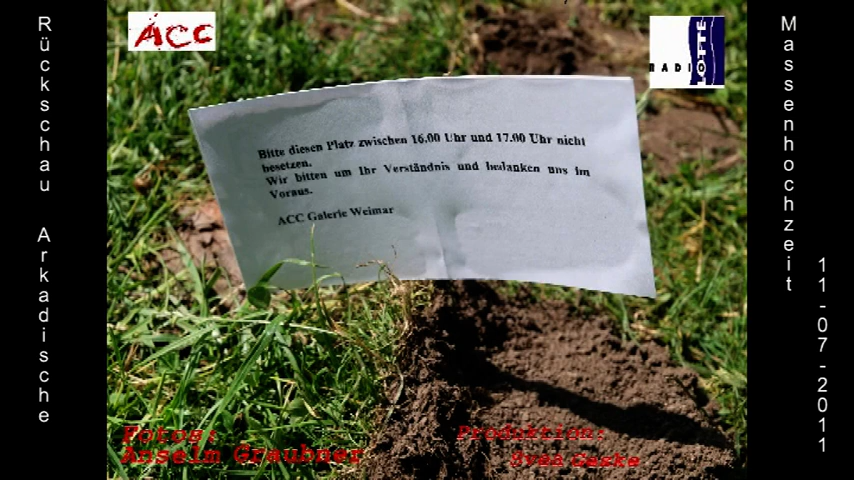 Rückschau Arkadische
ACC
RADIO LOTTE
Massenhochzeit
11-07-2011
Bitte diesen Platz zwischen 16.00 Uhr und 17.00 Uhr nicht
besetzen.
Wir bitten um Ihr Verständnis und bedanken uns im
Voraus.
ACC Galerie Weimar
Fotos:
Anselm Graubner
Produktion: